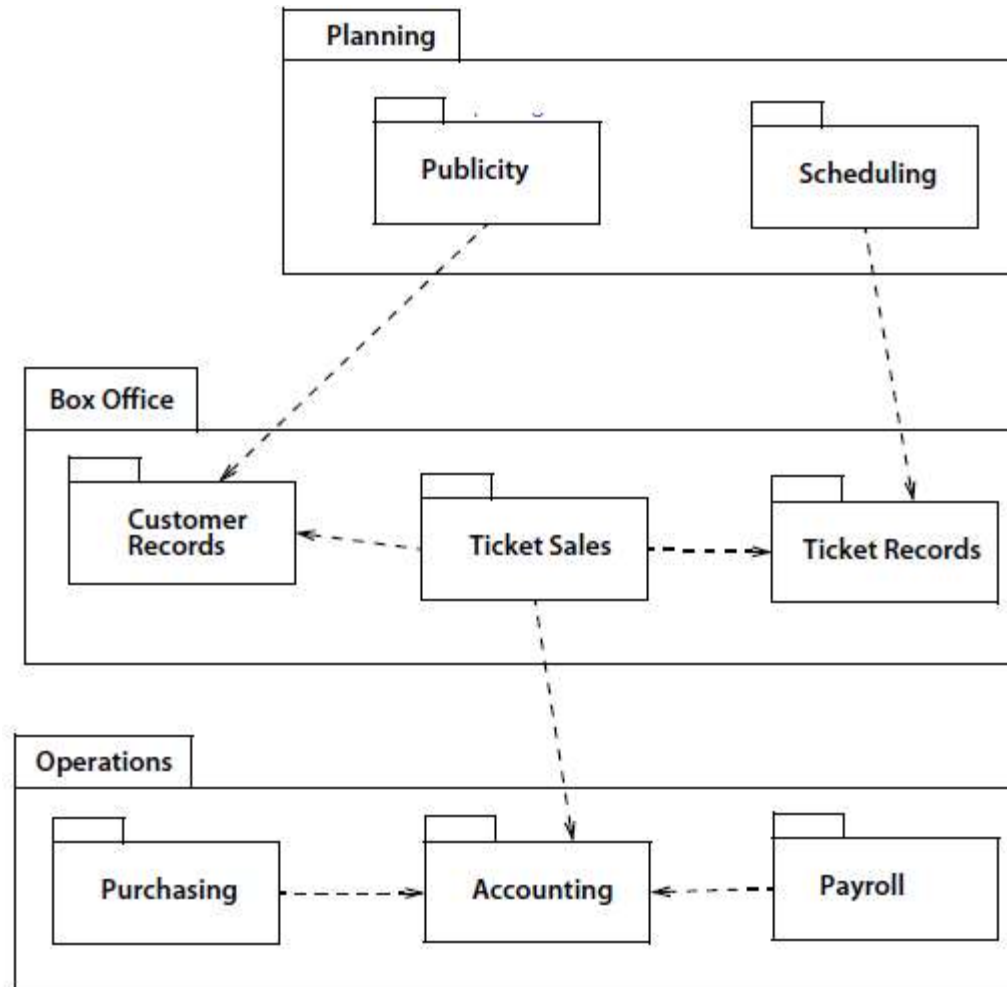 Planning
Publicity
Scheduling
Box Office
Customer
Records
Ticket Sales
Ticket Records
Operations
Purchasing
Accounting
Payroll